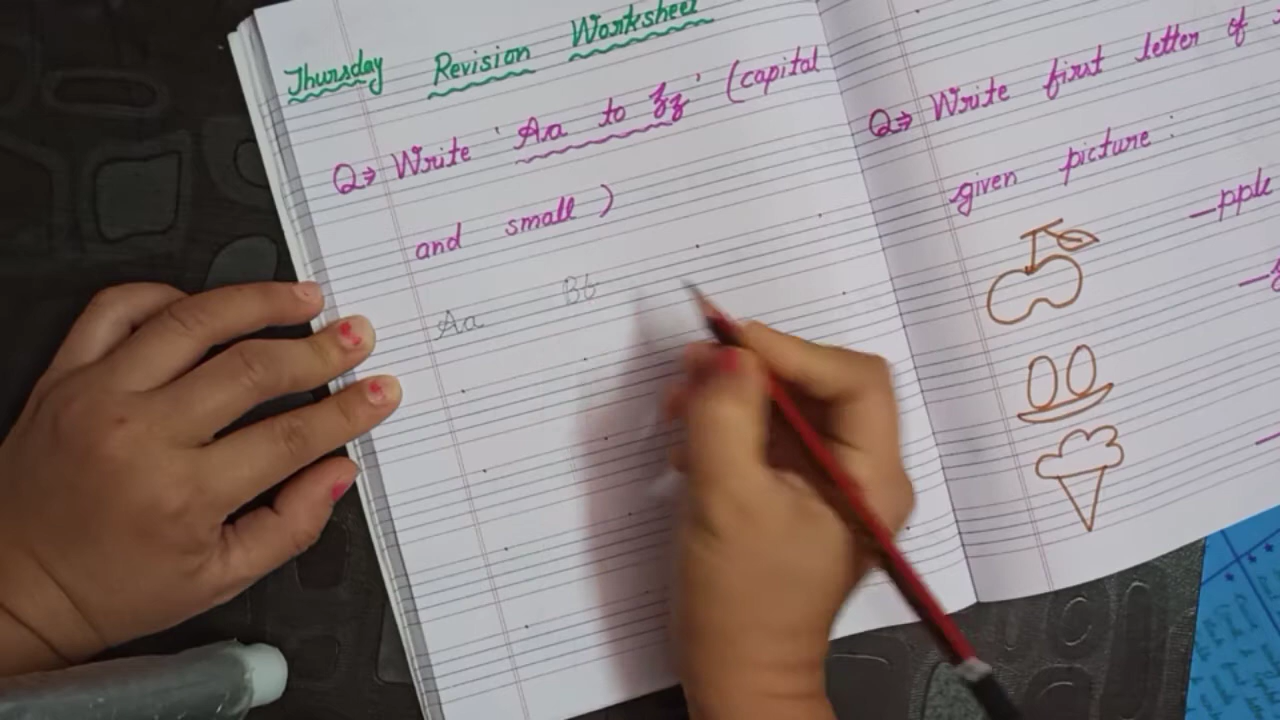 Thursday Revision Worksheet
Q⇒ Write 'Aa to Zz' (capital
and small)
Aa Bb
Q⇒ Write first letter of
given picture :
_pple